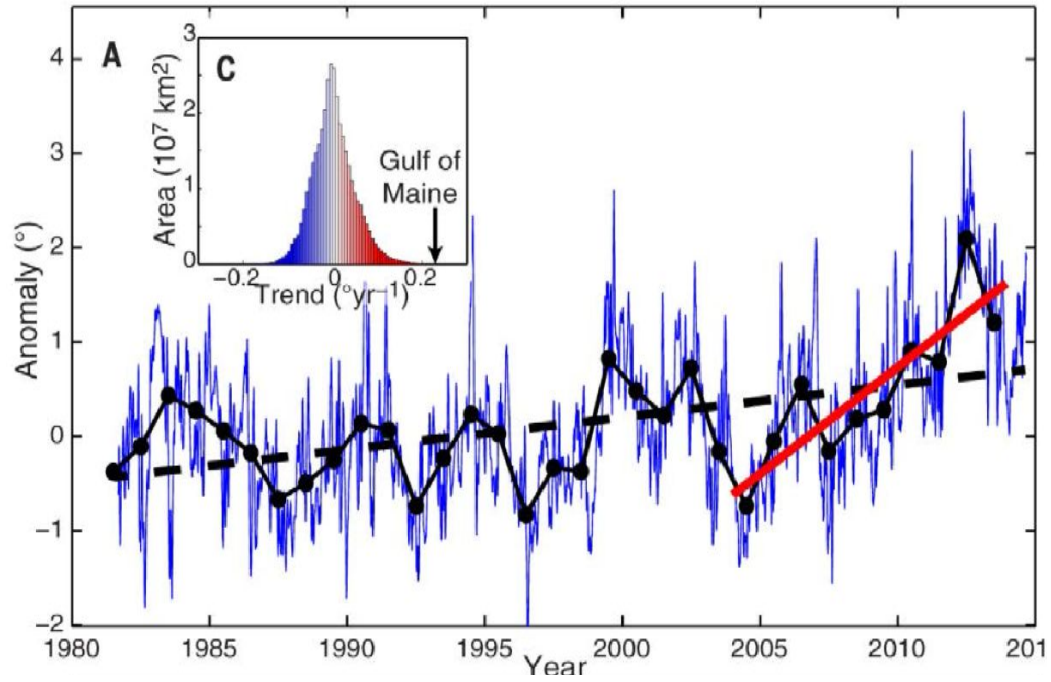 A
C
Anomaly (°)
4
3
2
1
0
−1
−2
1980 1985 1990 1995 2000 2005 2010 201
Year
Area (10⁷ km²)
3
2
1
0
−0.2 0 0.2
Trend (°yr−1)
Gulf of
Maine